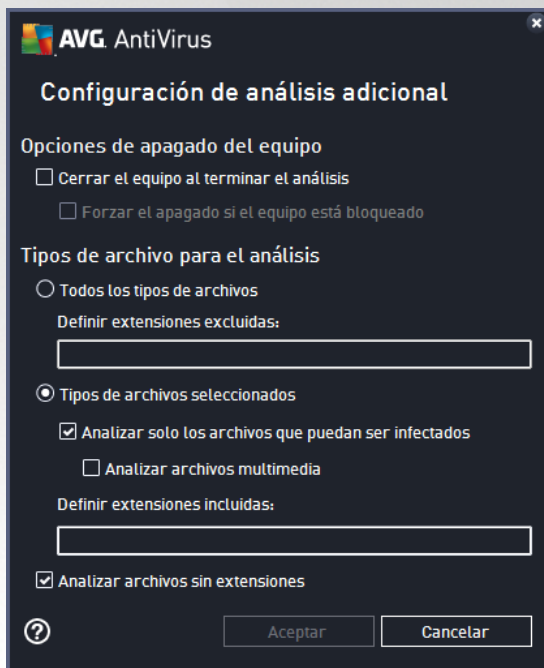 AVG. AntiVirus
Configuración de análisis adicional
Opciones de apagado del equipo
Cerrar el equipo al terminar el análisis
Forzar el apagado si el equipo está bloqueado
Tipos de archivo para el análisis
Todos los tipos de archivos
Definir extensiones excluidas:
Tipos de archivos seleccionados
Analizar solo los archivos que puedan ser infectados
Analizar archivos multimedia
Definir extensiones incluidas:
Analizar archivos sin extensiones
?
Aceptar
Cancelar